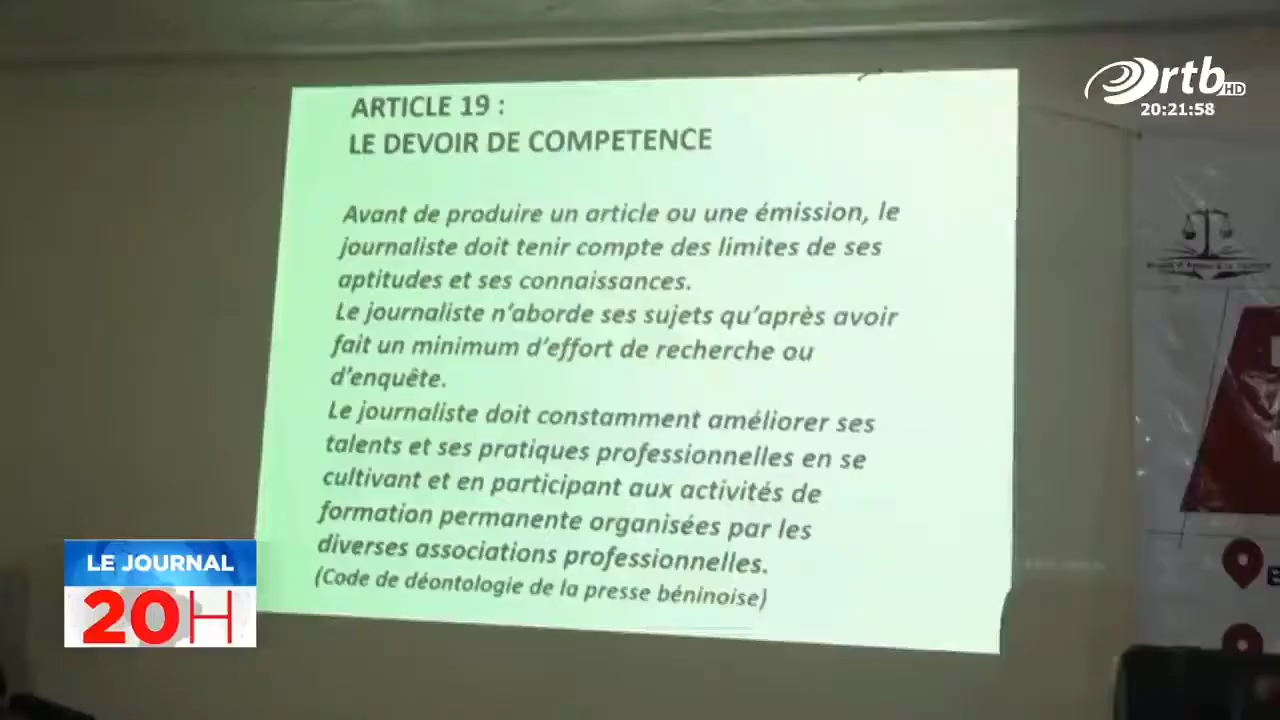 ortb HD
20:21:58
ARTICLE 19 :
LE DEVOIR DE COMPETENCE
Avant de produire un article ou une émission, le
journaliste doit tenir compte des limites de ses
aptitudes et ses connaissances.
Le journaliste n'aborde ses sujets qu'après avoir
fait un minimum d'effort de recherche ou
d'enquête.
Le journaliste doit constamment améliorer ses
talents et ses pratiques professionnelles en se
cultivant et en participant aux activités de
formation permanente organisées par les
diverses associations professionnelles.
(Code de déontologie de la presse béninoise)
LE JOURNAL
20H